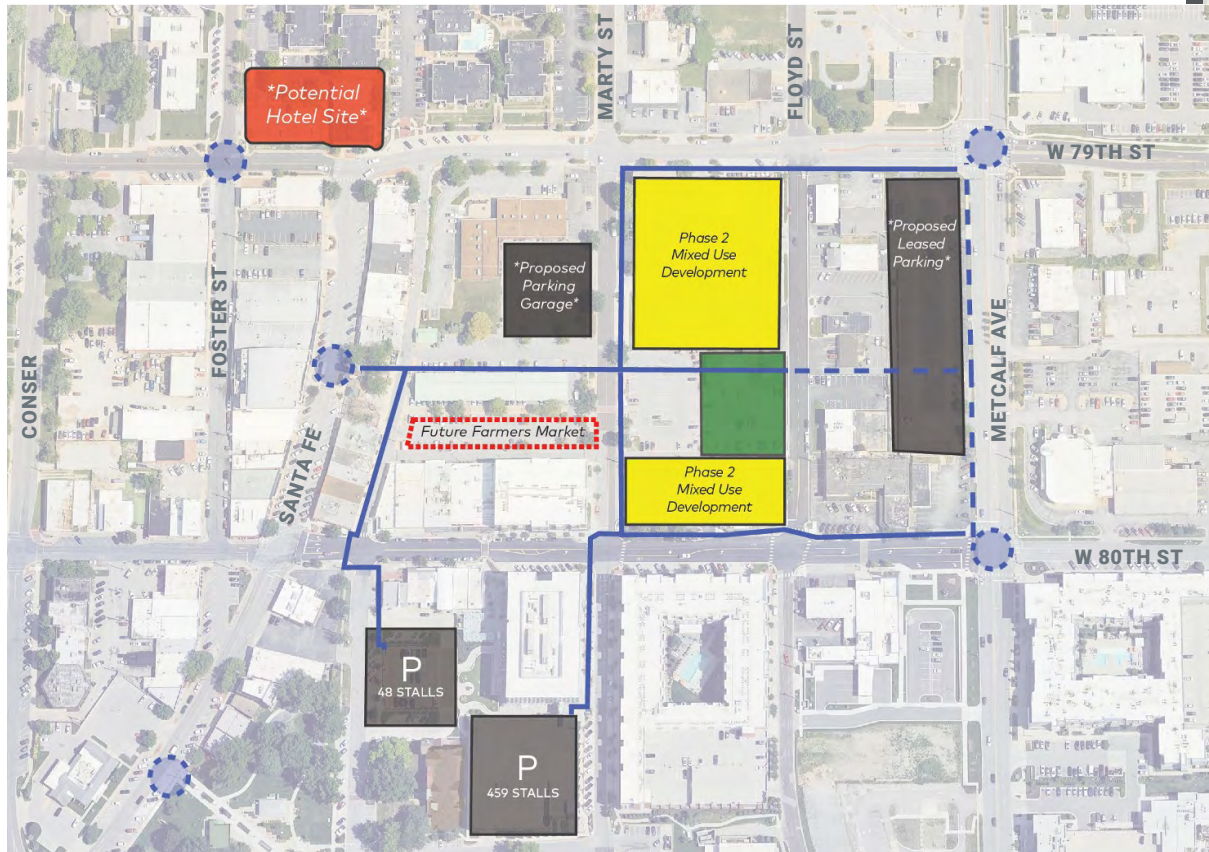 MARTY ST
FLOYD ST
*Potential
Hotel Site*
W 79TH ST
Phase 2
Mixed Use
Development
*Proposed
Leased
Parking*
*Proposed
Parking
Garage*
FOSTER ST
CONSER
METCALF AVE
SANTA FE
Future Farmers Market
Phase 2
Mixed Use
Development
W 80TH ST
P
48 STALLS
P
459 STALLS